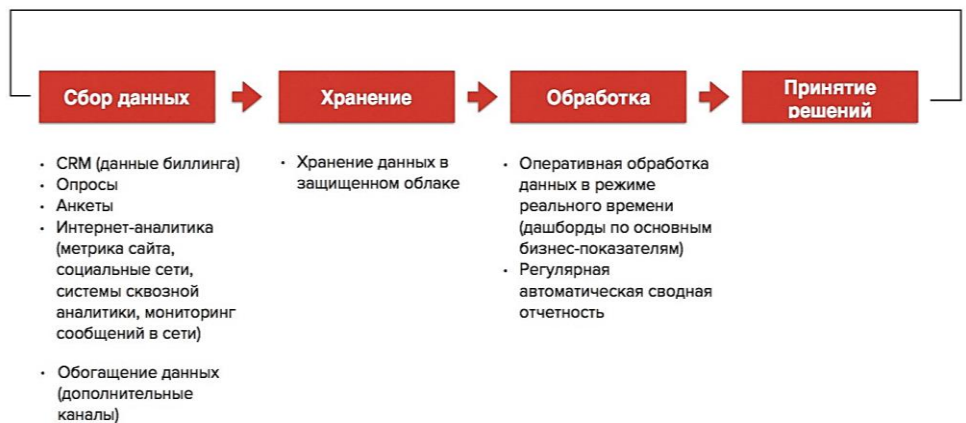 Сбор данных
Хранение
Обработка
Принятие
решений
• CRM (данные биллинга)
• Опросы
• Анкеты
• Интернет-аналитика
(метрика сайта,
социальные сети,
системы сквозной
аналитики, мониторинг
сообщений в сети)
• Обогащение данных
(дополнительные
каналы)
• Хранение данных в
защищенном облаке
• Оперативная обработка
данных в режиме
реального времени
(дашборды по основным
бизнес-показателям)
• Регулярная
автоматическая сводная
отчетность